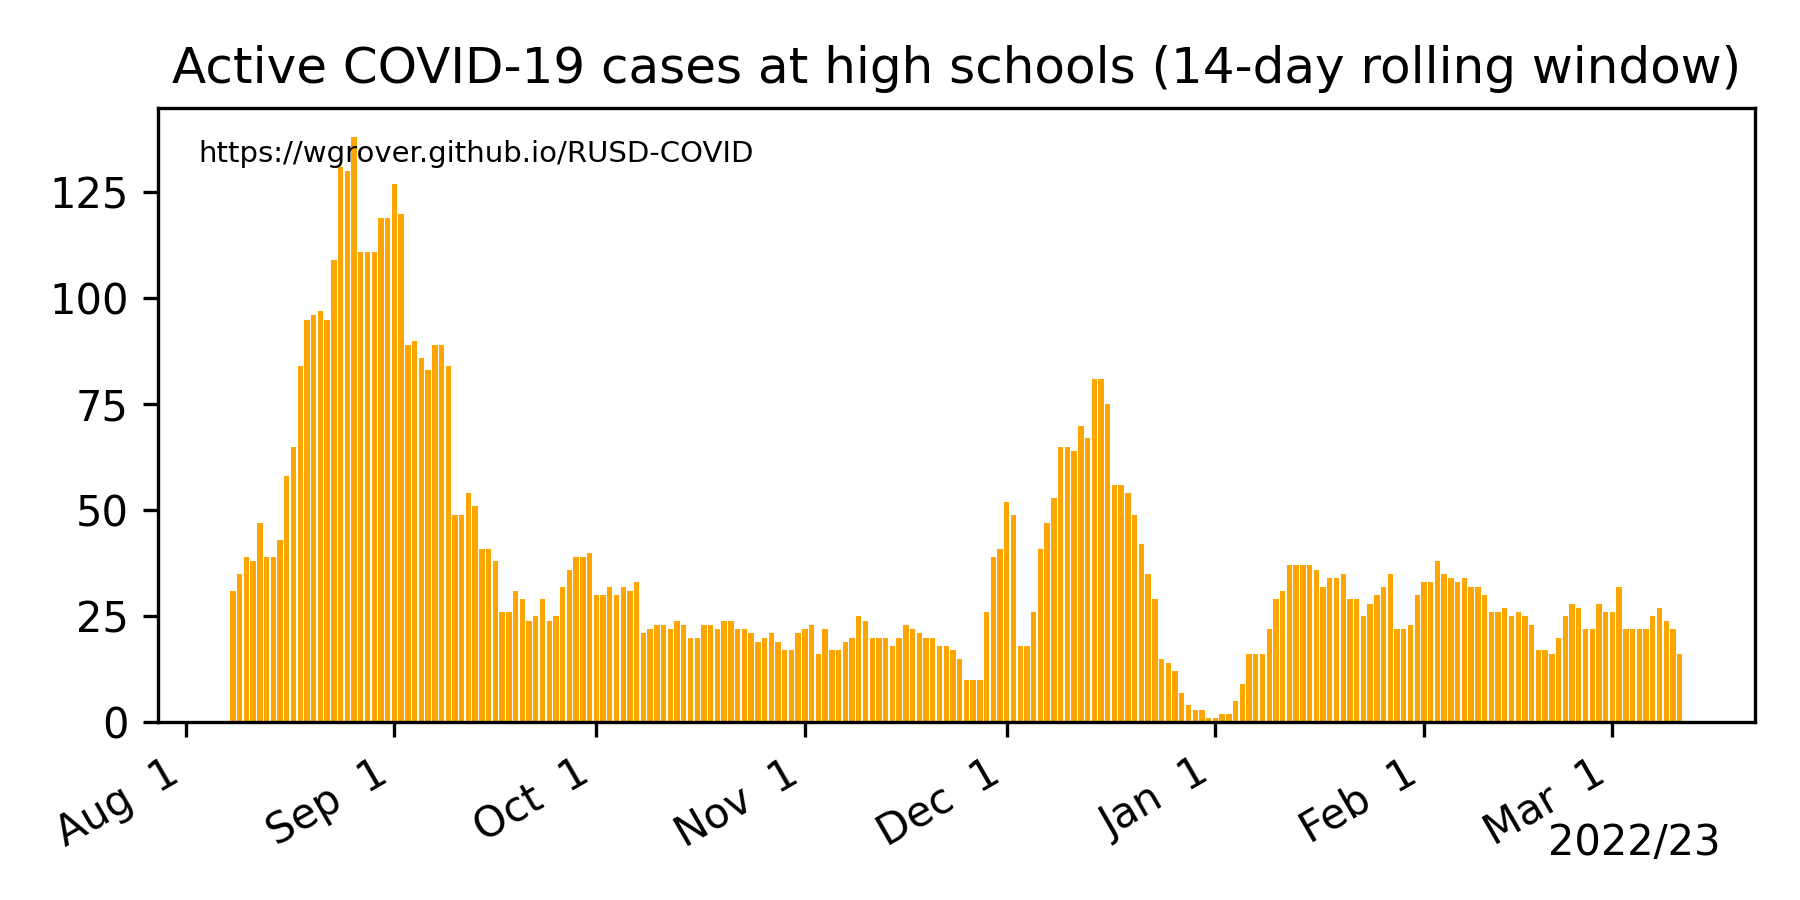 Active COVID-19 cases at high schools (14-day rolling window)
https://wgrover.github.io/RUSD-COVID
125
100
75
50
25
0
Aug 1
Sep 1
Oct 1
Nov 1
Dec 1
Jan 1
Feb 1
Mar 1
2022/23